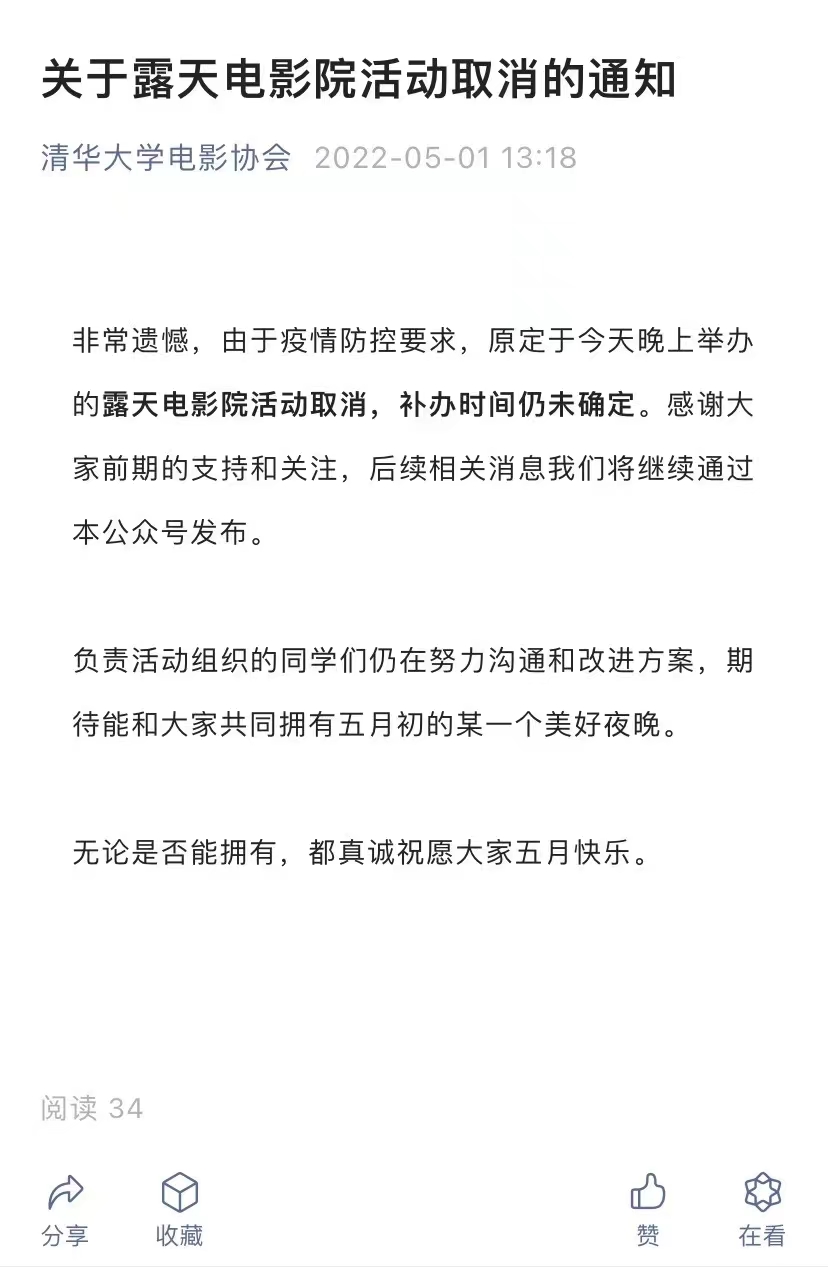 关于露天电影院活动取消的通知
清华大学电影协会 2022-05-01 13:18
非常遗憾，由于疫情防控要求，原定于今天晚上举办
的露天电影院活动取消，补办时间仍未确定。感谢大
家前期的支持和关注，后续相关消息我们将继续通过
本公众号发布。
负责活动组织的同学们仍在努力沟通和改进方案，期
待能和大家共同拥有五月初的某一个美好夜晚。
无论是否能拥有，都真诚祝愿大家五月快乐。
阅读 34
分享 收藏 赞 在看